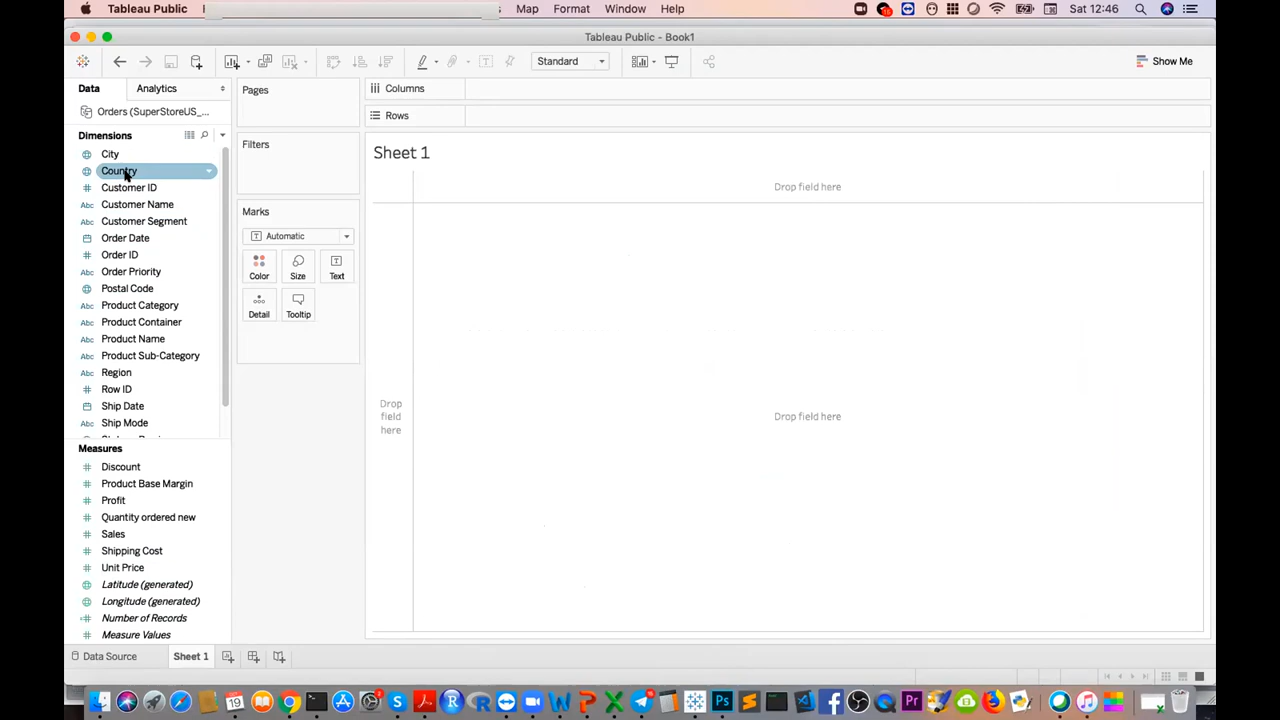 Tableau Public
Map
Format
Window
Help
Sat 12:46
Tableau Public - Book1
Standard
Show Me
Data
Analytics
Pages
Columns
Rows
Orders (SuperStoreUS_...
Dimensions
Filters
Sheet 1
City
Country
Customer ID
Customer Name
Customer Segment
Order Date
Order ID
Order Priority
Postal Code
Product Category
Product Container
Product Name
Product Sub-Category
Region
Row ID
Ship Date
Ship Mode
Marks
Automatic
Color
Size
Text
Detail
Tooltip
Drop field here
Drop
field
here
Drop field here
Measures
Discount
Product Base Margin
Profit
Quantity ordered new
Sales
Shipping Cost
Unit Price
Latitude (generated)
Longitude (generated)
Number of Records
Measure Values
Data Source
Sheet 1